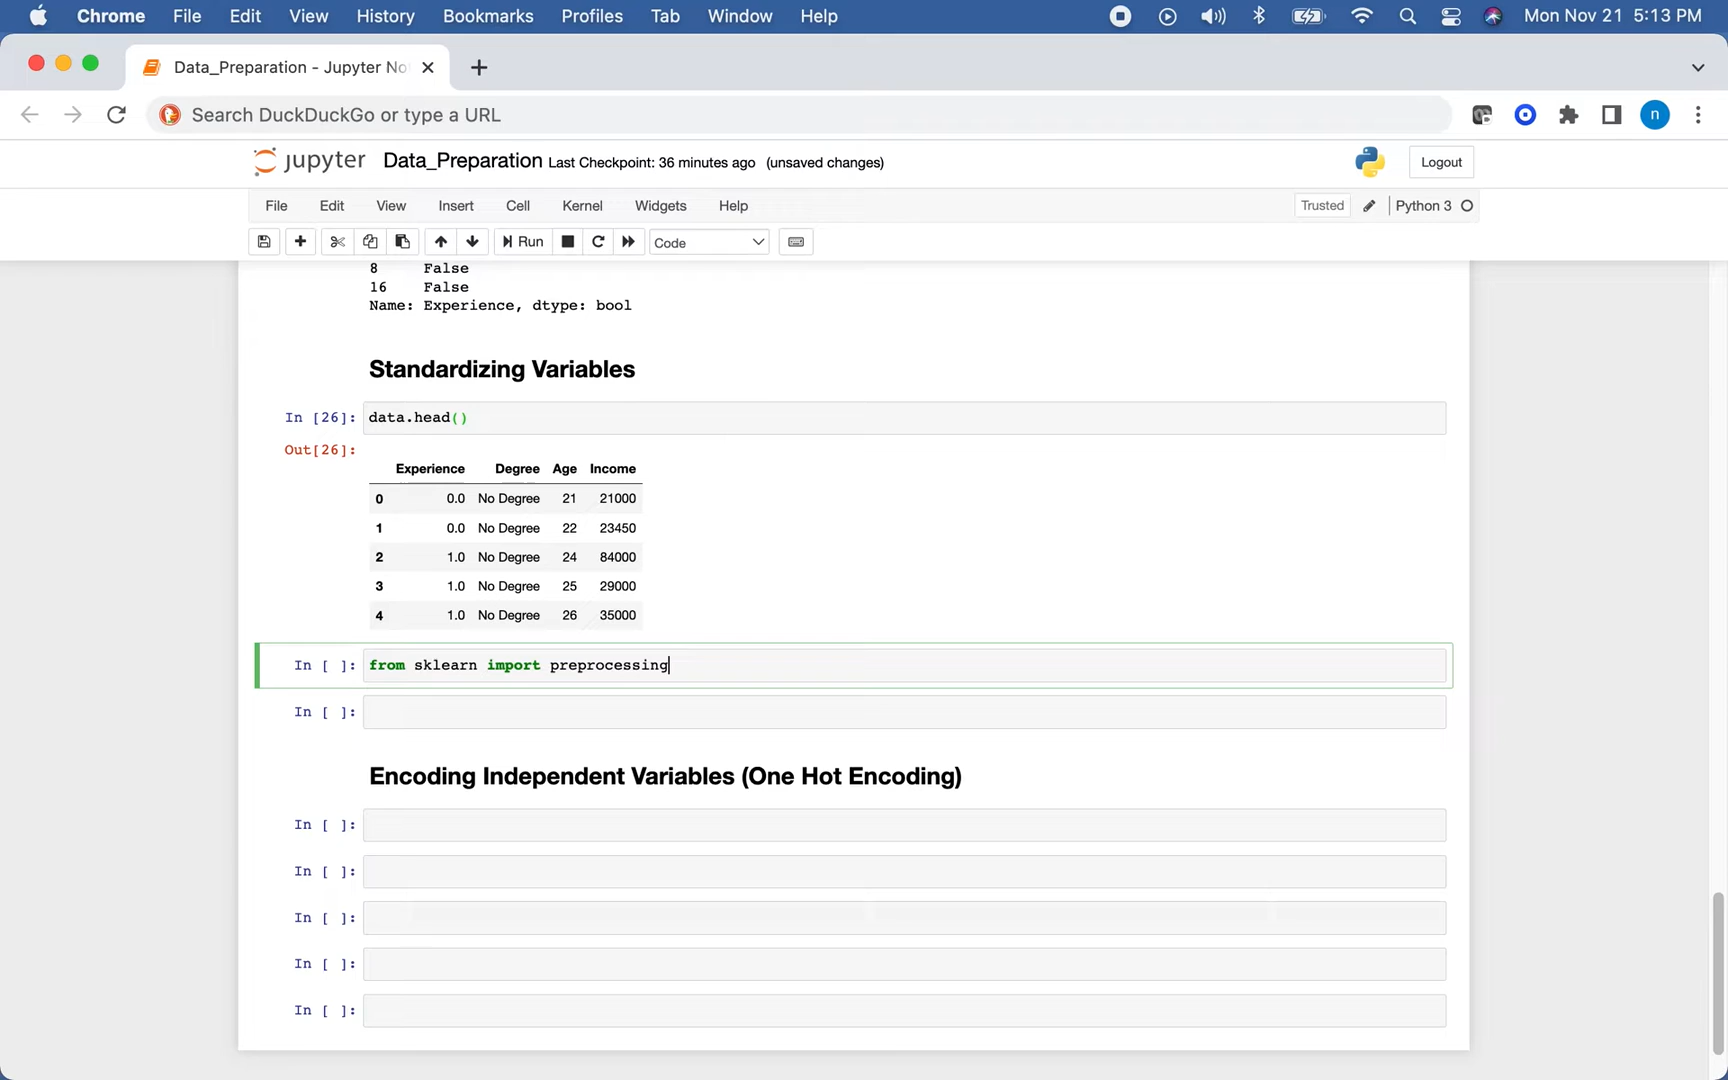 Chrome File Edit View History Bookmarks Profiles Tab Window Help Mon Nov 21 5:13 PM
Data_Preparation - Jupyter No
Search DuckDuckGo or type a URL n
jupyter Data_Preparation Last Checkpoint: 36 minutes ago (unsaved changes) Logout
File Edit View Insert Cell Kernel Widgets Help Trusted Python 3
Run Code
8 False
16 False
Name: Experience, dtype: bool
Standardizing Variables
In [26]: data.head()
Out[26]:
Experience Degree Age Income
0 0.0 No Degree 21 21000
1 0.0 No Degree 22 23450
2 1.0 No Degree 24 84000
3 1.0 No Degree 25 29000
4 1.0 No Degree 26 35000
In [ ]: from sklearn import preprocessing
In [ ]:
Encoding Independent Variables (One Hot Encoding)
In [ ]:
In [ ]:
In [ ]:
In [ ]:
In [ ]: